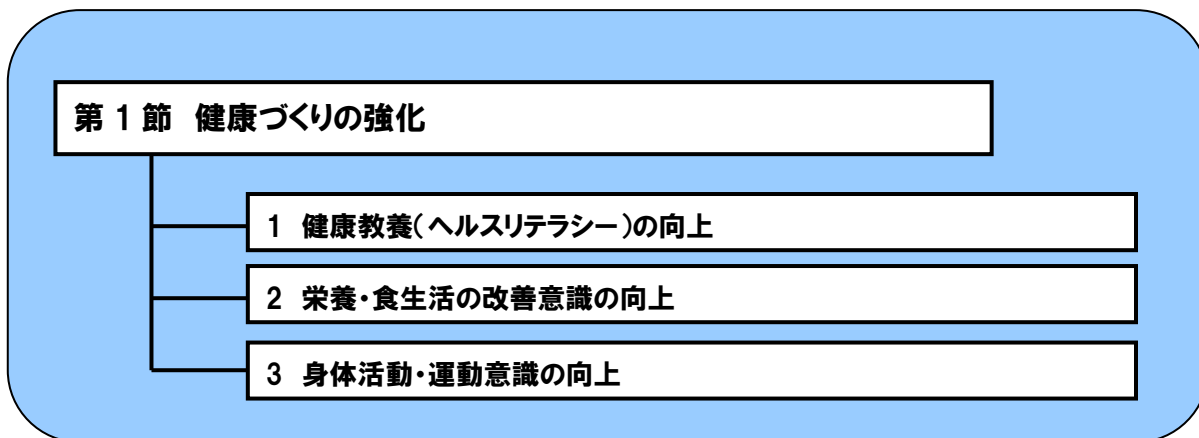 第 1 節　健康づくりの強化
1　健康教養(ヘルスリテラシー)の向上
2　栄養・食生活の改善意識の向上
3　身体活動・運動意識の向上